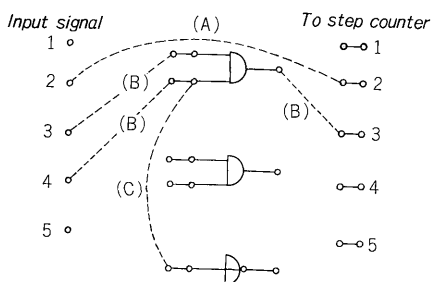 Input signal (A) To step counter
1 1
2 2
(B)
(B) (B)
3 3
4 4
(C)
5 5